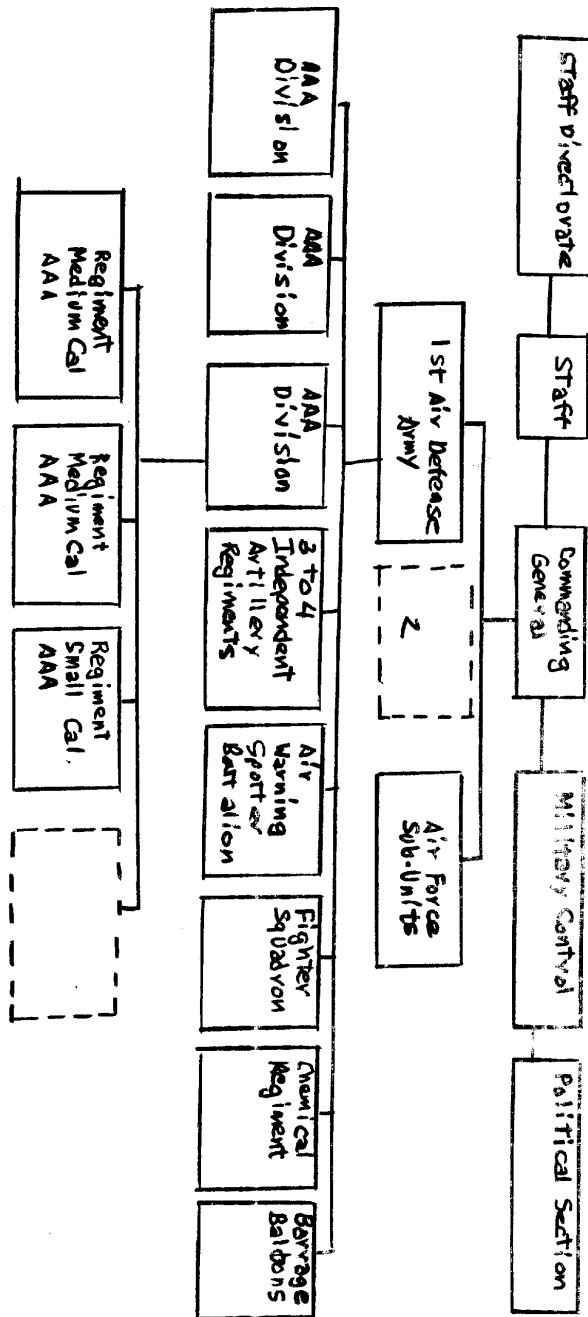 Staff Directorate
Staff
Commanding
General
Military Control
Political Section
1st Air Defense
Army
2
Air Force
Sub-Units
AAA
Division
AAA
Division
AAA
Division
3 to 4
Independent
Artillery
Regiments
Air
Warning
Spotter
Battalion
Fighter
Squadron
Chemical
Regiment
Barrage
Baloons
Regiment
Medium Cal
AAA
Regiment
Medium Cal
AAA
Regiment
Small Cal.
AAA